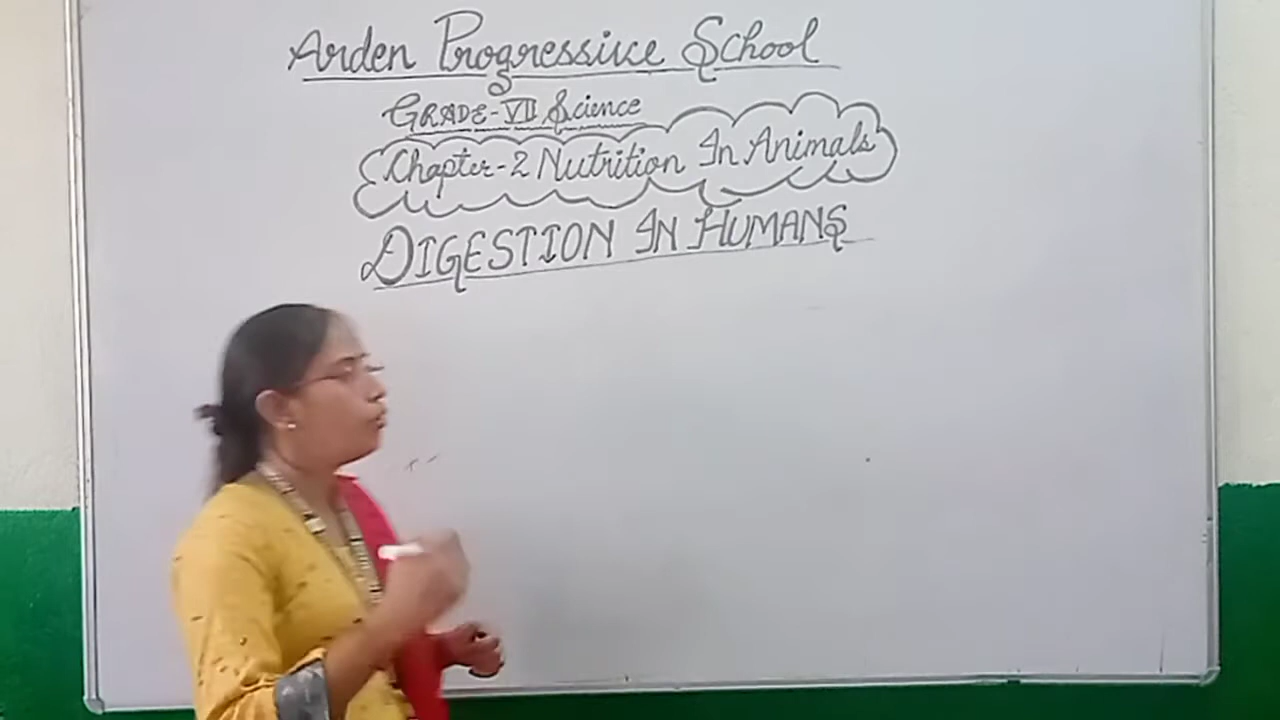 Arden Progressive School
GRADE-VII Science
Chapter-2 Nutrition In Animals
DIGESTION IN HUMANS